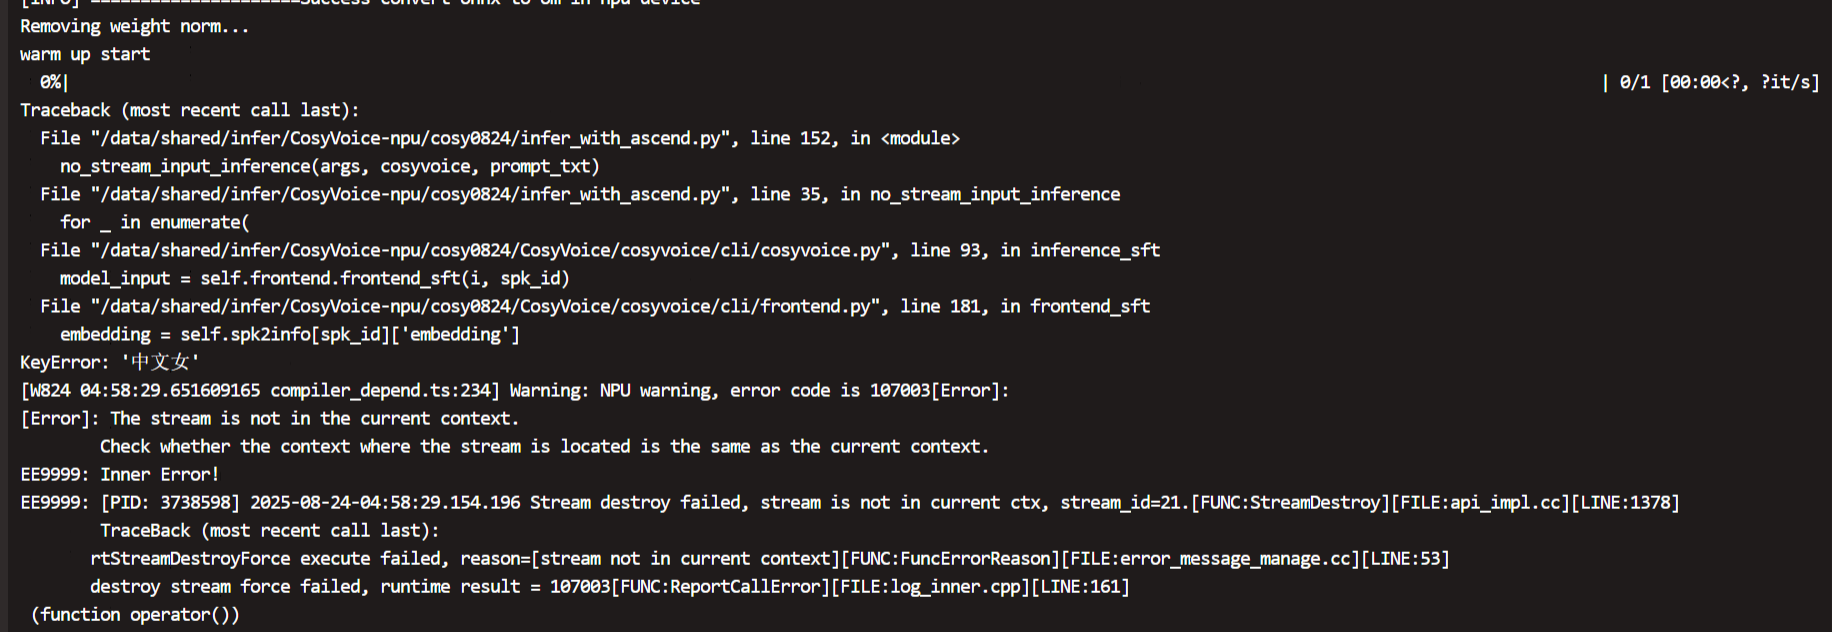 [INFO] =====================Success convert onnx to om in npu device
Removing weight norm...
warm up start
  0%|                                                                                                                                                         | 0/1 [00:00<?, ?it/s]
Traceback (most recent call last):
  File "/data/shared/infer/CosyVoice-npu/cosy0824/infer_with_ascend.py", line 152, in <module>
    no_stream_input_inference(args, cosyvoice, prompt_txt)
  File "/data/shared/infer/CosyVoice-npu/cosy0824/infer_with_ascend.py", line 35, in no_stream_input_inference
    for _ in enumerate(
  File "/data/shared/infer/CosyVoice-npu/cosy0824/CosyVoice/cosyvoice/cli/cosyvoice.py", line 93, in inference_sft
    model_input = self.frontend.frontend_sft(i, spk_id)
  File "/data/shared/infer/CosyVoice-npu/cosy0824/CosyVoice/cosyvoice/cli/frontend.py", line 181, in frontend_sft
    embedding = self.spk2info[spk_id]['embedding']
KeyError: '中文女'
[W824 04:58:29.651609165 compiler_depend.ts:234] Warning: NPU warning, error code is 107003[Error]:
[Error]: The stream is not in the current context.
        Check whether the context where the stream is located is the same as the current context.
EE9999: Inner Error!
EE9999: [PID: 3738598] 2025-08-24-04:58:29.154.196 Stream destroy failed, stream is not in current ctx, stream_id=21.[FUNC:StreamDestroy][FILE:api_impl.cc][LINE:1378]
        TraceBack (most recent call last):
       rtStreamDestroyForce execute failed, reason=[stream not in current context][FUNC:FuncErrorReason][FILE:error_message_manage.cc][LINE:53]
       destroy stream force failed, runtime result = 107003[FUNC:ReportCallError][FILE:log_inner.cpp][LINE:161]
 (function operator())